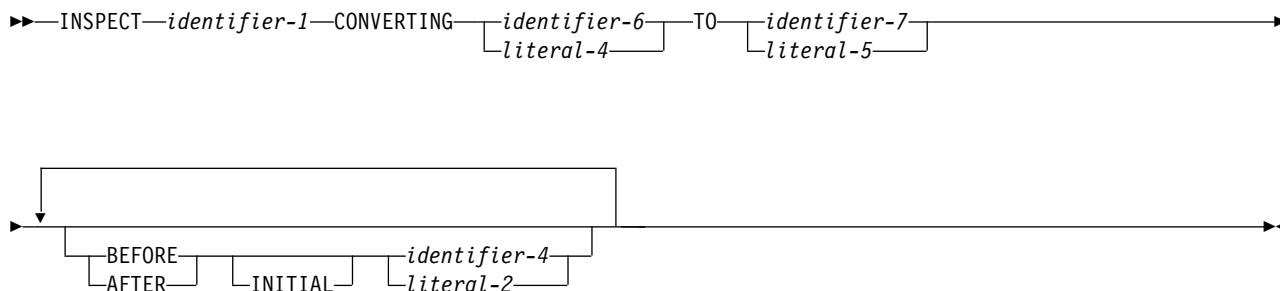 INSPECT identifier-1 CONVERTING identifier-6 TO identifier-7
literal-4 literal-5
BEFORE identifier-4
AFTER INITIAL literal-2